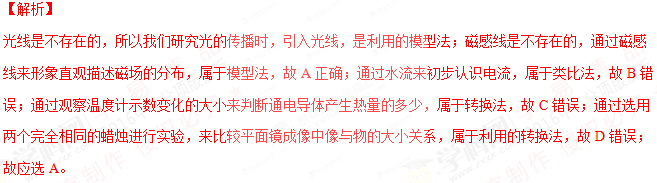 【解析】
光线是不存在的，所以我们研究光的传播时，引入光线，是利用的模型法；磁感线是不存在的，通过磁感
线来形象直观描述磁场的分布，属于模型法，故 A 正确；通过水流来初步认识电流，属于类比法，故 B 错
误；通过观察温度计示数变化的大小来判断通电导体产生热量的多少，属于转换法，故 C 错误；通过选用
两个完全相同的蜡烛进行实验，来比较平面镜成像中像与物的大小关系，属于利用的转换法，故 D 错误；
故应选 A。